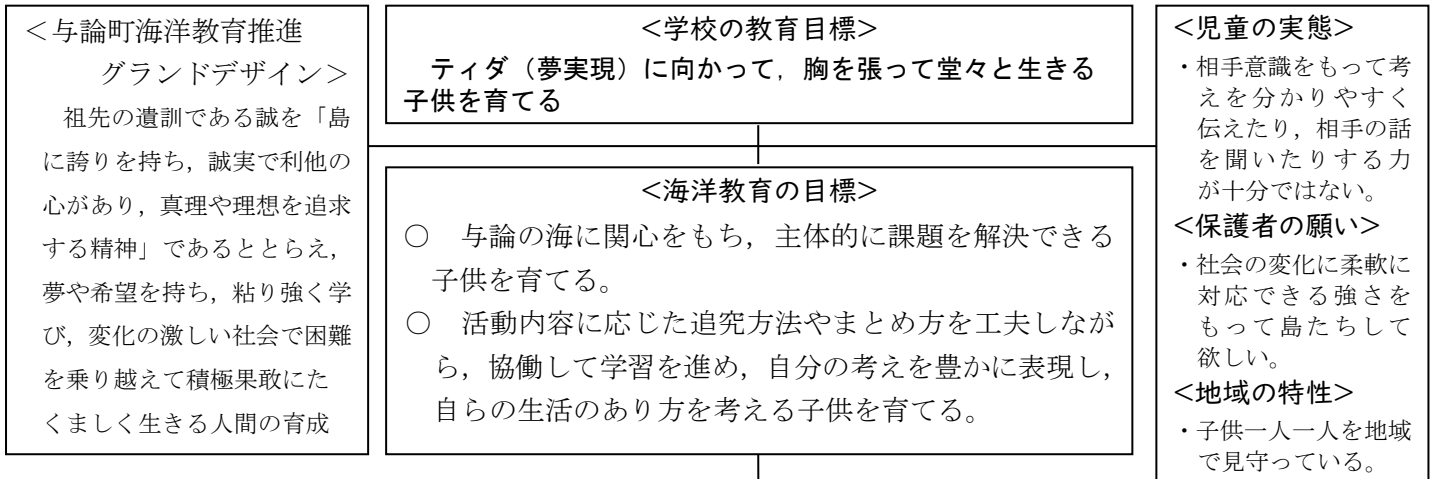 ＜与論町海洋教育推進
グランドデザイン＞
祖先の遺訓である誠を「島
に誇りを持ち，誠実で利他の
心があり，真理や理想を追求
する精神」であるととらえ，
夢や希望を持ち，粘り強く学
び，変化の激しい社会で困難
を乗り越えて積極果敢にた
くましく生きる人間の育成
＜学校の教育目標＞
ティダ（夢実現）に向かって，胸を張って堂々と生きる
子供を育てる
＜海洋教育の目標＞
○　与論の海に関心をもち，主体的に課題を解決できる
子供を育てる。
○　活動内容に応じた追究方法やまとめ方を工夫しなが
ら，協働して学習を進め，自分の考えを豊かに表現し，
自らの生活のあり方を考える子供を育てる。
＜児童の実態＞
・相手意識をもって考
えを分かりやすく
伝えたり，相手の話
を聞いたりする力
が十分ではない。
＜保護者の願い＞
・社会の変化に柔軟に
対応できる強さを
もって島たちして
欲しい。
＜地域の特性＞
・子供一人一人を地域
で見守っている。